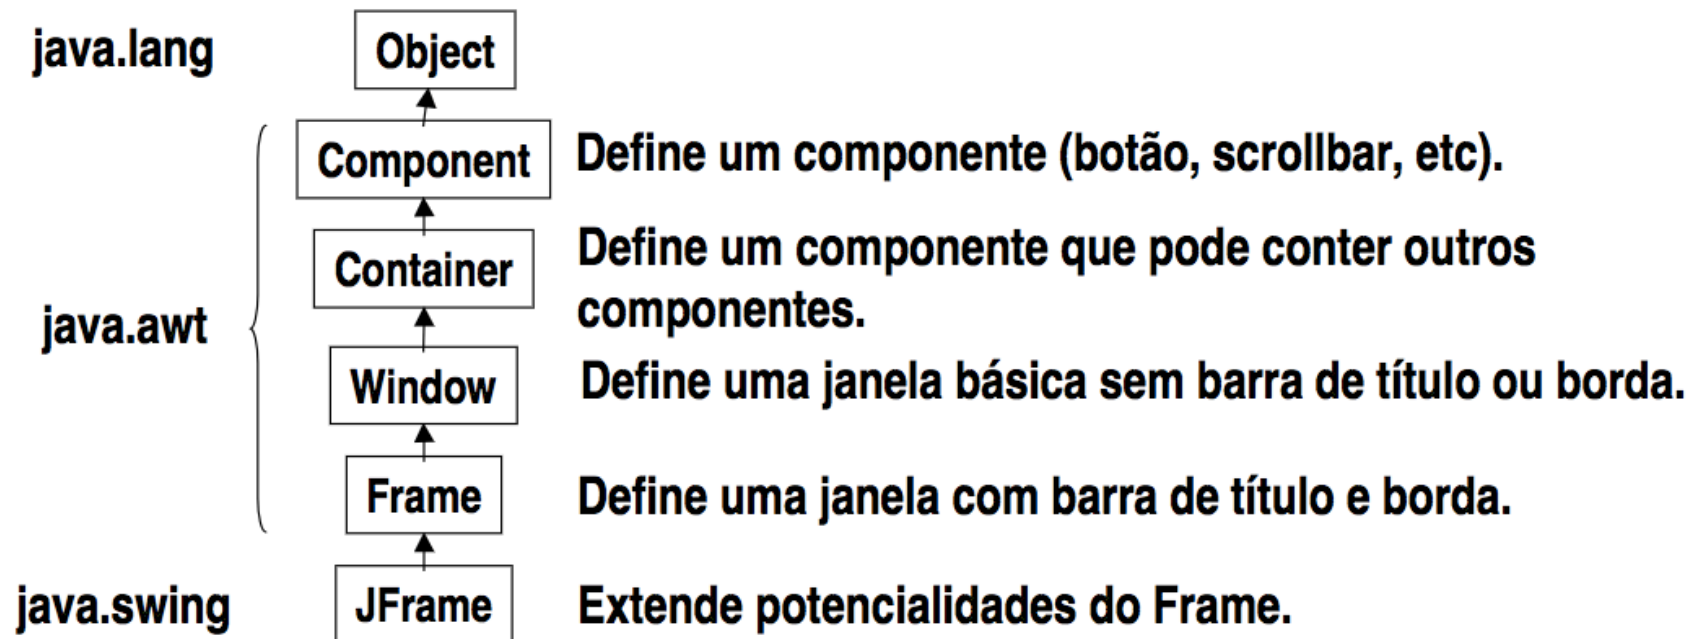 java.lang
Object
Component
Define um componente (botão, scrollbar, etc).
Container
Define um componente que pode conter outros
componentes.
java.awt
Window
Define uma janela básica sem barra de título ou borda.
Frame
Define uma janela com barra de título e borda.
java.swing
JFrame
Extende potencialidades do Frame.